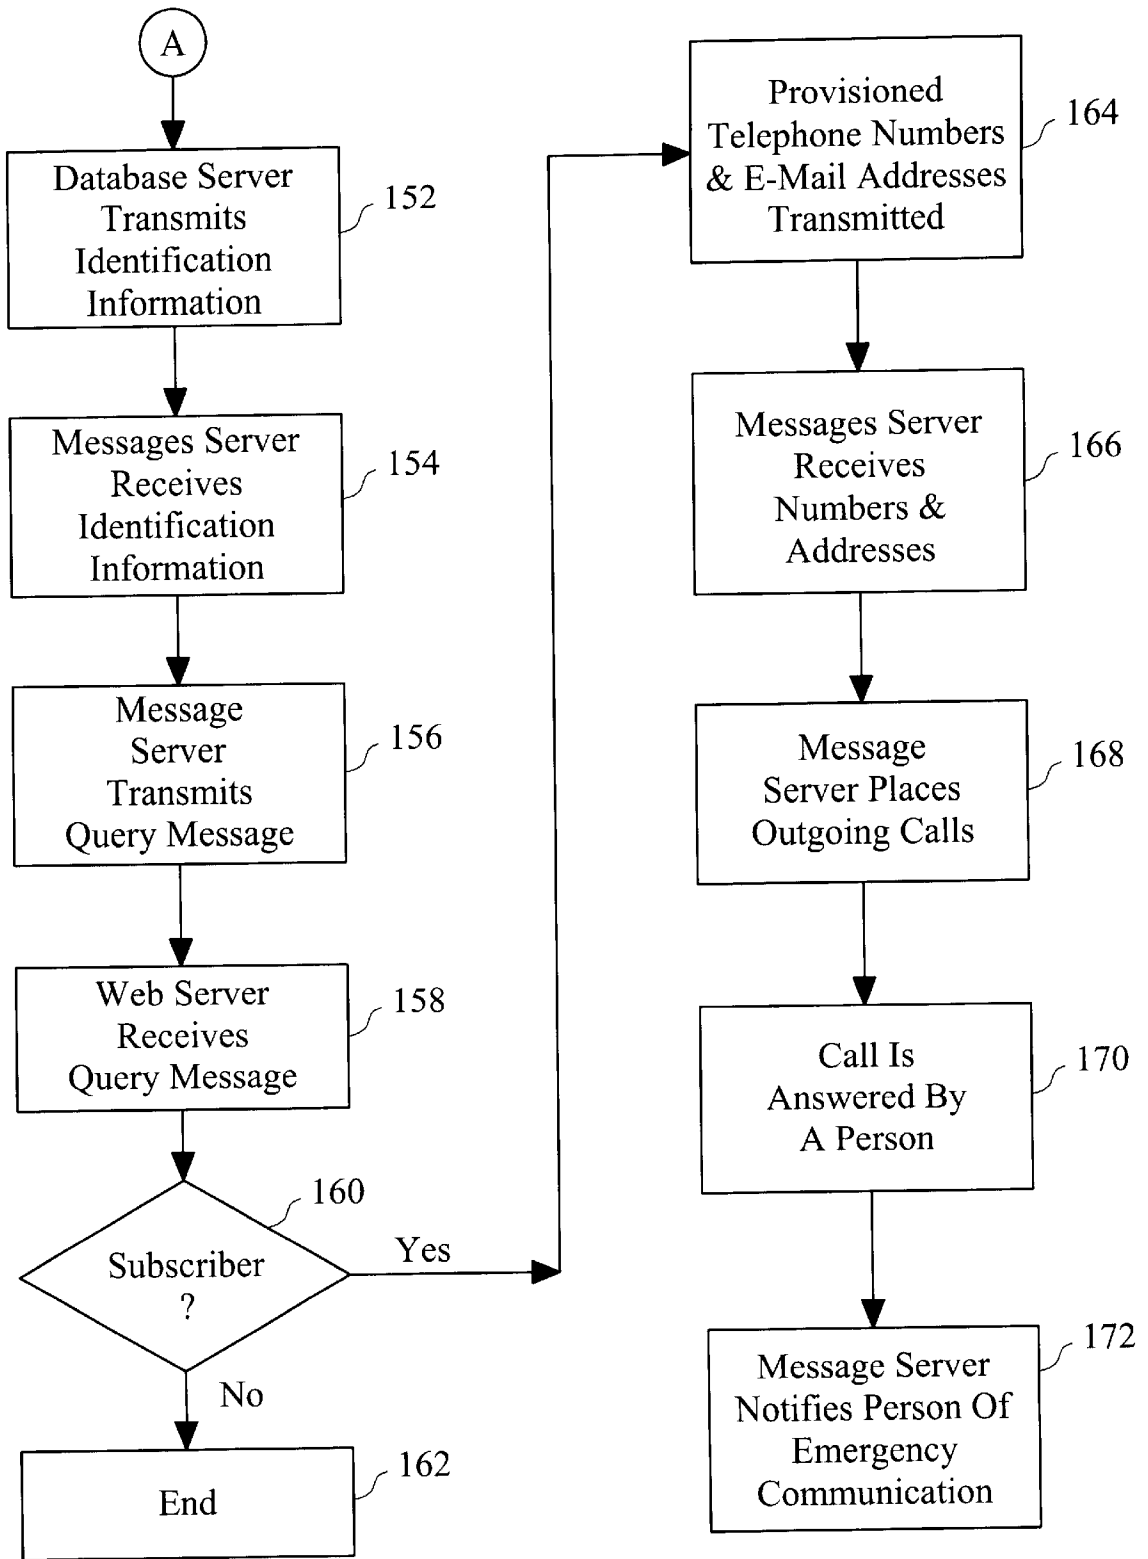 A
Database Server
Transmits
Identification
Information
152
Messages Server
Receives
Identification
Information
154
Message
Server
Transmits
Query Message
156
Web Server
Receives
Query Message
158
Subscriber
?
160
Yes
No
End
162
Provisioned
Telephone Numbers
& E-Mail Addresses
Transmitted
164
Messages Server
Receives
Numbers &
Addresses
166
Message
Server Places
Outgoing Calls
168
Call Is
Answered By
A Person
170
Message Server
Notifies Person Of
Emergency
Communication
172